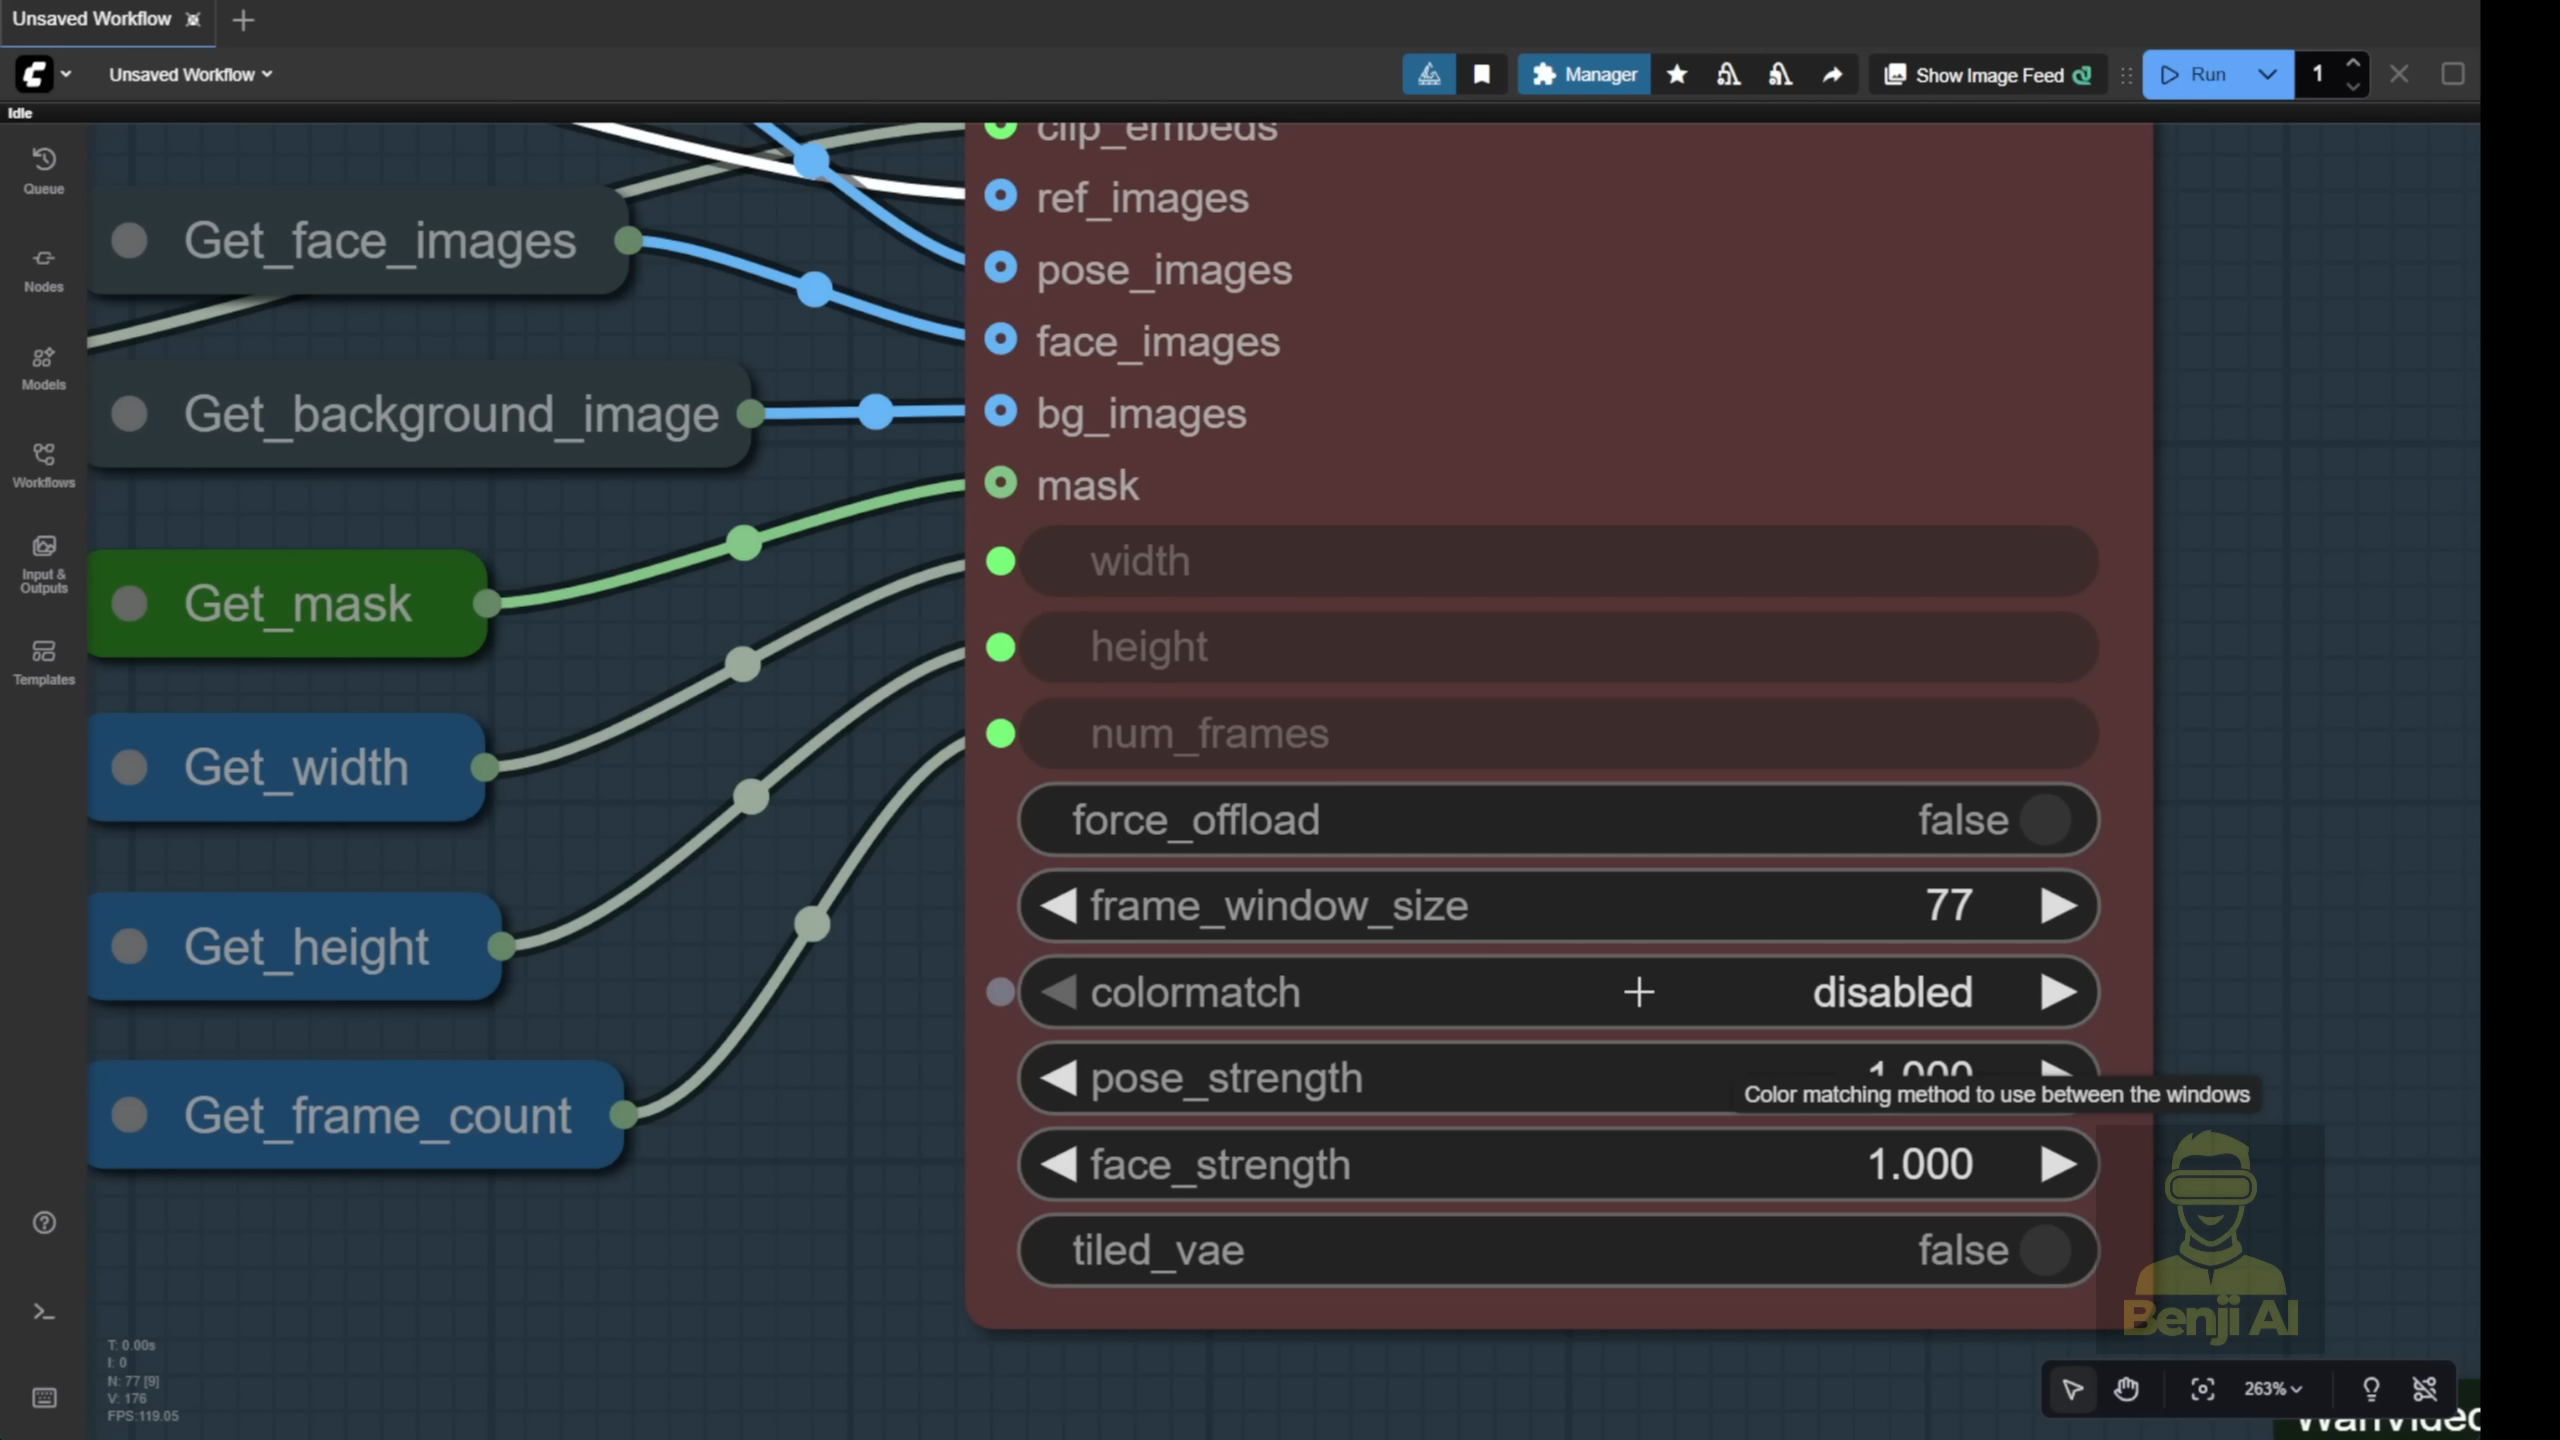 Unsaved Workflow
Unsaved Workflow
Manager
Show Image Feed
Run
1
Idle
Queue
Nodes
Models
Workflows
Input &
Outputs
Templates
Get_face_images
Get_background_image
Get_mask
Get_width
Get_height
Get_frame_count
clip_embeds
ref_images
pose_images
face_images
bg_images
mask
width
height
num_frames
force_offload false
frame_window_size 77
colormatch disabled
pose_strength 1.000
Color matching method to use between the windows
face_strength 1.000
tiled_vae false
Benji AI
T: 0.00s
I: 0
N: 77 [9]
V: 176
FPS:119.05
263%